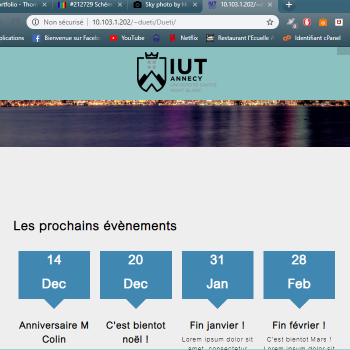 rtfolio - Thom
#212729 Schém
Sky photo by H
10.103.1.202/~d
Non sécurisé | 10.103.1.202/~dueti/Dueti/
plications
Bienvenue sur Facebo
YouTube
Netflix
Restaurant l'Ecuelle
Identifiant cPanel
IUT
ANNECY
Les prochains évènements
14
Dec
Anniversaire M
Colin
20
Dec
C'est bientot
noël !
31
Jan
Fin janvier !
Lorem ipsum dolor sit
amet, consectetur
28
Feb
Fin février !
C'est bientot Mars !
Lorem ipsum dolor sit